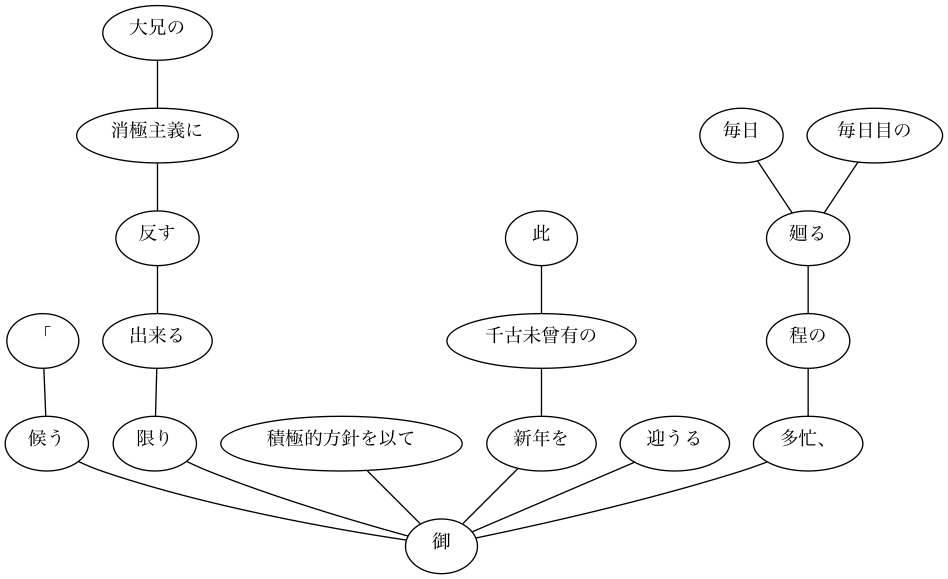 大兄の
消極主義に
毎日 毎日目の
反す 此 廻る
「 出来る 千古未曾有の 程の
候う 限り 積極的方針を以て 新年を 迎うる 多忙、
御